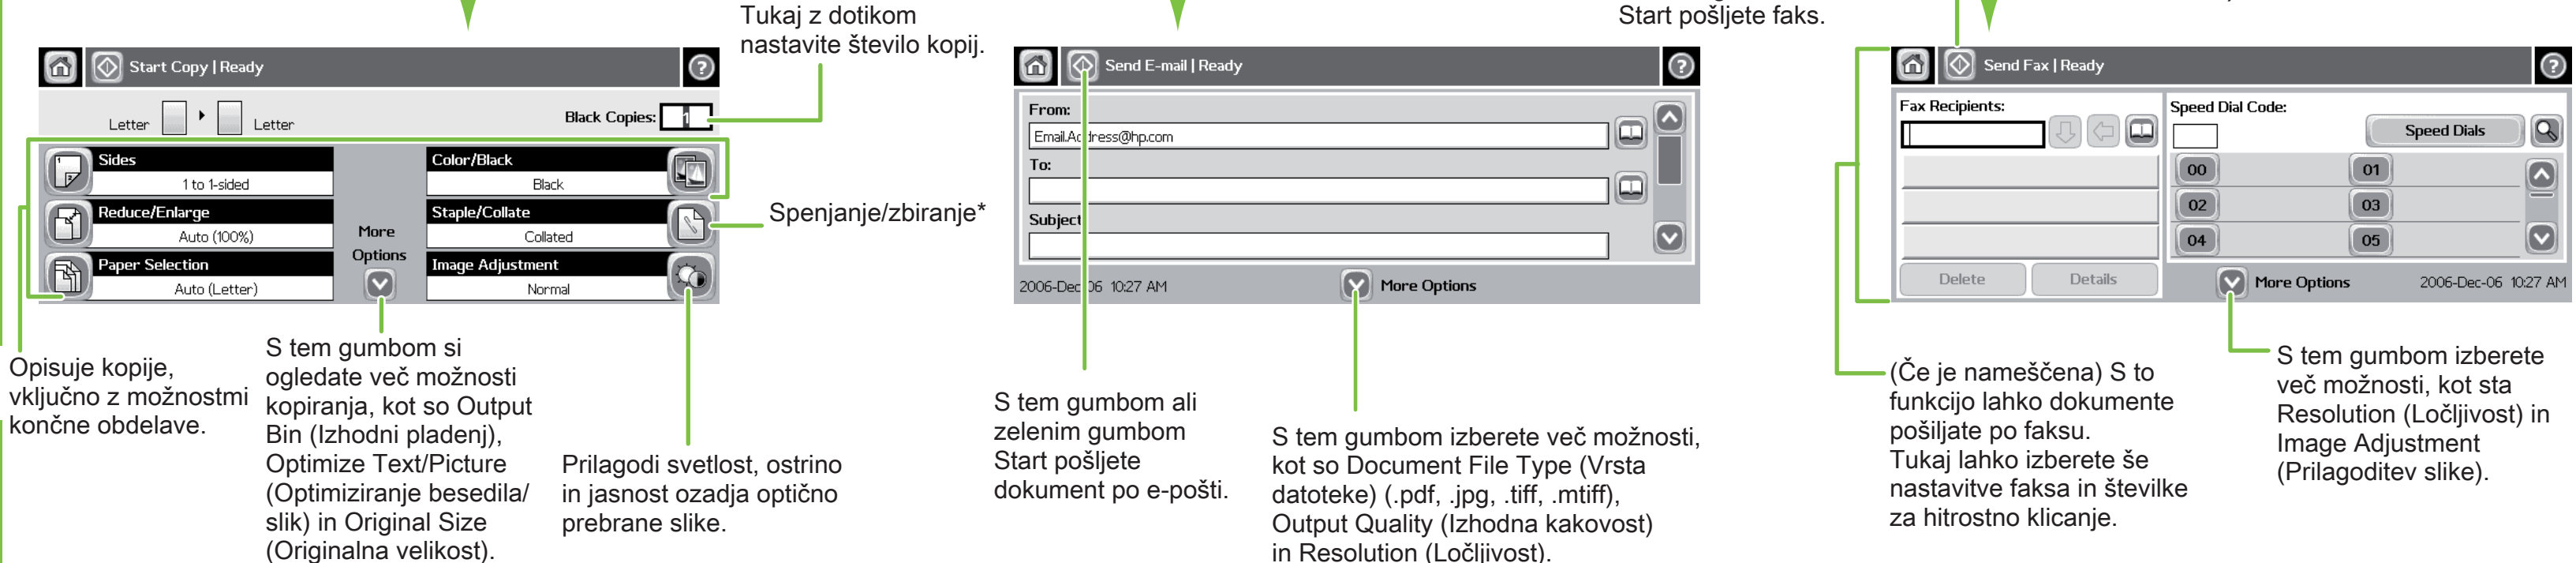 Tukaj z dotikom
nastavite število kopij.
Start Copy | Ready
?
Letter
Letter
Black Copies: 1
Sides
1 to 1-sided
Color/Black
Black
Reduce/Enlarge
Auto (100%)
Staple/Collate
Collated
Paper Selection
Auto (Letter)
Image Adjustment
Normal
More
Options
Spenjanje/zbiranje*
Opisuje kopije,
vključno z možnostmi
končne obdelave.
S tem gumbom si
ogledate več možnosti
kopiranja, kot so Output
Bin (Izhodni pladenj),
Optimize Text/Picture
(Optimiziranje besedila/
slik) in Original Size
(Originalna velikost).
Prilagodi svetlost, ostrino
in jasnost ozadja optično
prebrane slike.
Send E-mail | Ready
?
From:
Email.Address@hp.com
To:
Subject
2006-Dec-06 10:27 AM
More Options
S tem gumbom ali
zelenim gumbom
Start pošljete
dokument po e-pošti.
S tem gumbom izberete več možnosti,
kot so Document File Type (Vrsta
datoteke) (.pdf, .jpg, .tiff, .mtiff),
Output Quality (Izhodna kakovost)
in Resolution (Ločljivost).
Start pošljete faks.
Send Fax | Ready
?
Fax Recipients:
Speed Dial Code:
Speed Dials
00
01
02
03
04
05
Delete
Details
More Options
2006-Dec-06 10:27 AM
(Če je nameščena) S to
funkcijo lahko dokumente
pošiljate po faksu.
Tukaj lahko izberete še
nastavitve faksa in številke
za hitrostno klicanje.
S tem gumbom izberete
več možnosti, kot sta
Resolution (Ločljivost) in
Image Adjustment
(Prilagoditev slike).